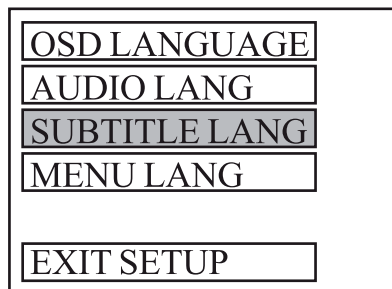 OSD LANGUAGE
AUDIO LANG
SUBTITLE LANG
MENU LANG
EXIT SETUP